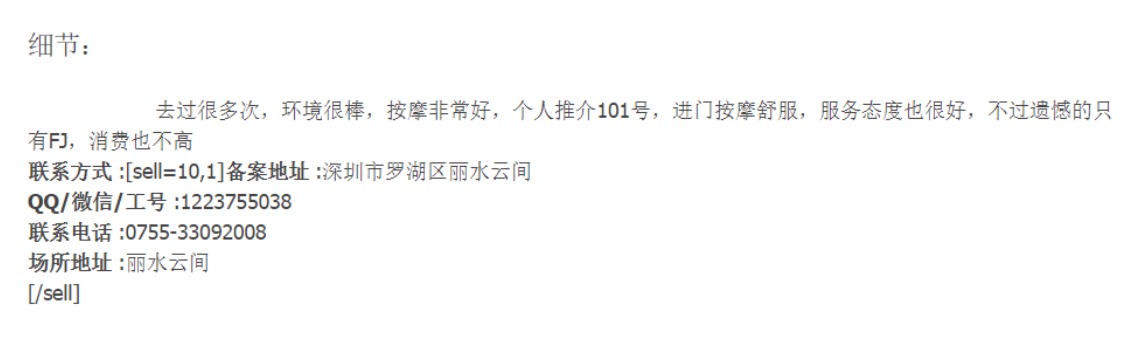 细节：
去过很多次，环境很棒，按摩非常好，个人推介101号，进门按摩舒服，服务态度也很好，不过遗憾的只
有FJ，消费也不高
联系方式 :[sell=10,1]备案地址 :深圳市罗湖区丽水云间
QQ/微信/工号 :1223755038
联系电话 :0755-33092008
场所地址 :丽水云间
[/sell]